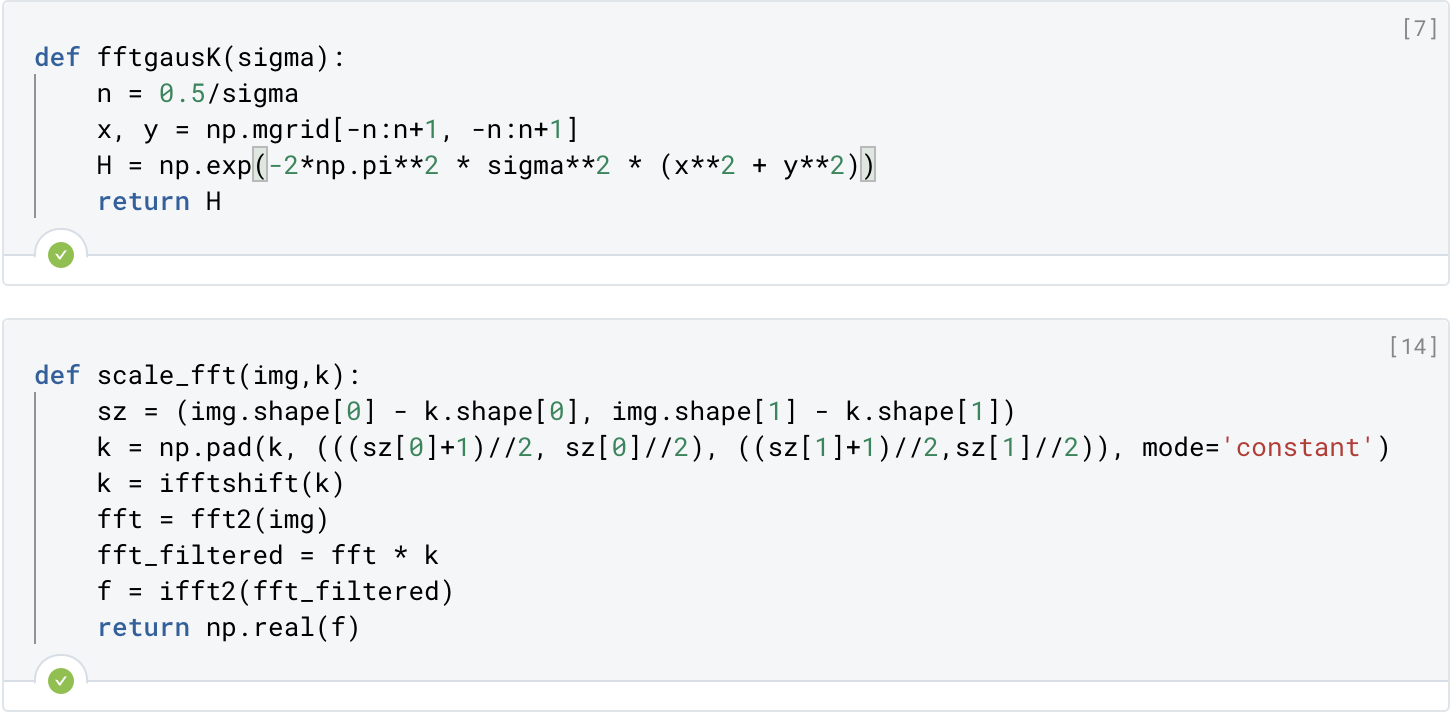 [7]
def fftgausK(sigma):
    n = 0.5/sigma
    x, y = np.mgrid[-n:n+1, -n:n+1]
    H = np.exp(-2*np.pi**2 * sigma**2 * (x**2 + y**2))
    return H
[14]
def scale_fft(img,k):
    sz = (img.shape[0] - k.shape[0], img.shape[1] - k.shape[1])
    k = np.pad(k, (((sz[0]+1)//2, sz[0]//2), ((sz[1]+1)//2,sz[1]//2)), mode='constant')
    k = ifftshift(k)
    fft = fft2(img)
    fft_filtered = fft * k
    f = ifft2(fft_filtered)
    return np.real(f)